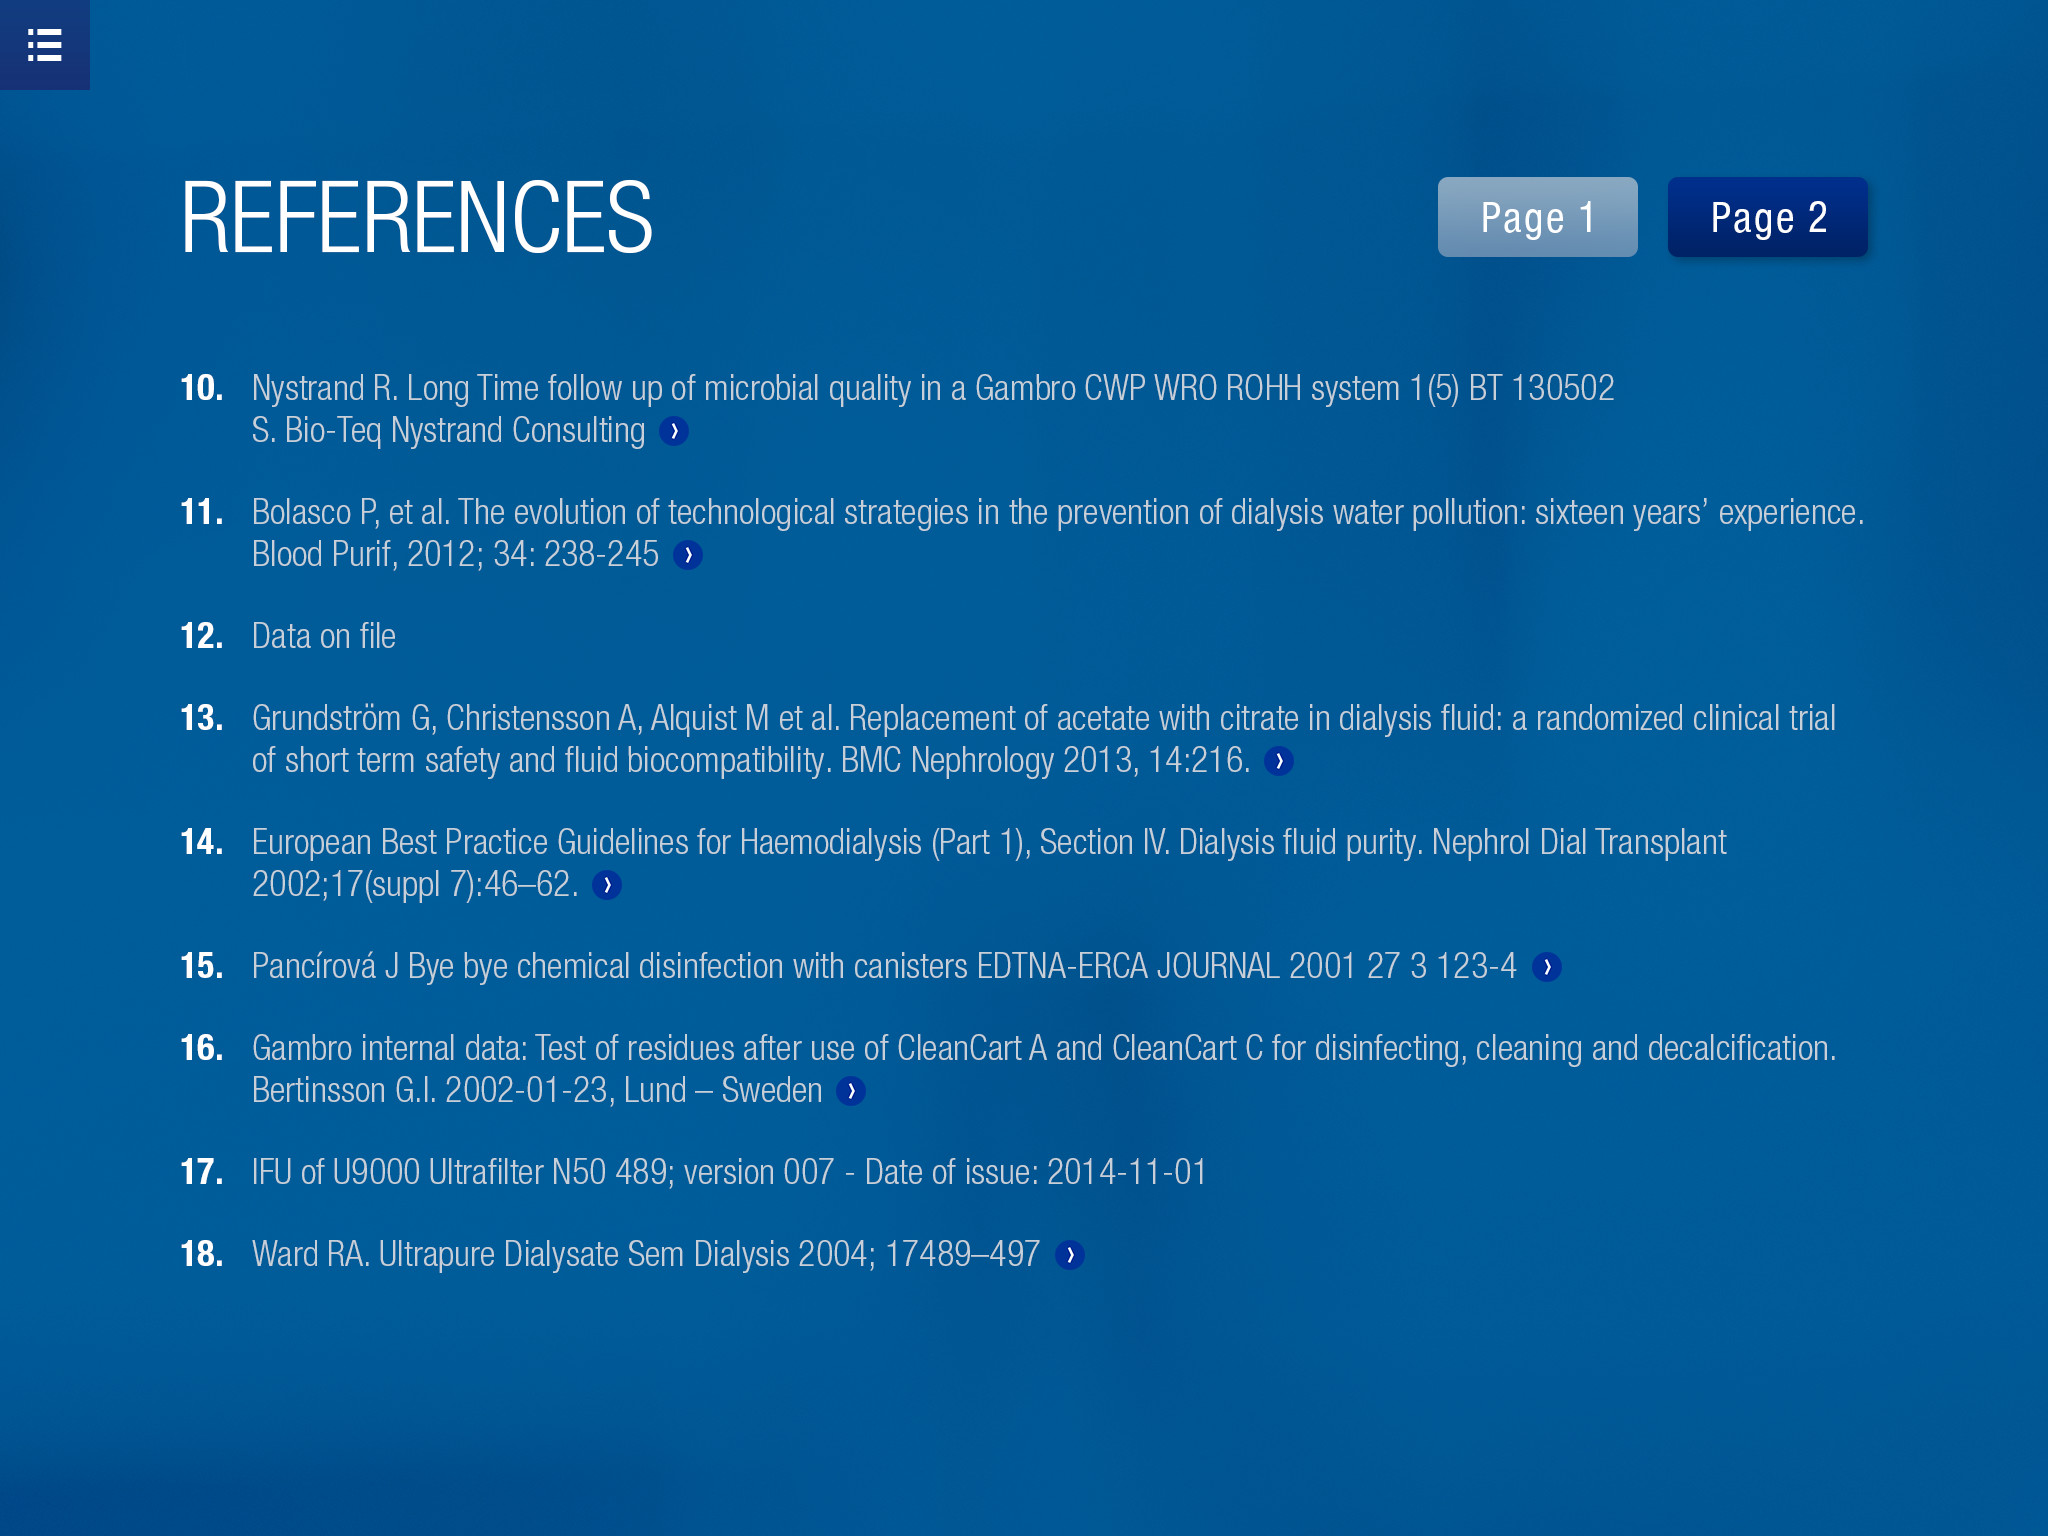 REFERENCES
Page 1
Page 2
10. Nystrand R. Long Time follow up of microbial quality in a Gambro CWP WRO ROHH system 1(5) BT 130502
S. Bio-Teq Nystrand Consulting
11. Bolasco P, et al. The evolution of technological strategies in the prevention of dialysis water pollution: sixteen years’ experience.
Blood Purif, 2012; 34: 238-245
12. Data on file
13. Grundström G, Christensson A, Alquist M et al. Replacement of acetate with citrate in dialysis fluid: a randomized clinical trial
of short term safety and fluid biocompatibility. BMC Nephrology 2013, 14:216.
14. European Best Practice Guidelines for Haemodialysis (Part 1), Section IV. Dialysis fluid purity. Nephrol Dial Transplant
2002;17(suppl 7):46–62.
15. Pancírová J Bye bye chemical disinfection with canisters EDTNA-ERCA JOURNAL 2001 27 3 123-4
16. Gambro internal data: Test of residues after use of CleanCart A and CleanCart C for disinfecting, cleaning and decalcification.
Bertinsson G.I. 2002-01-23, Lund – Sweden
17. IFU of U9000 Ultrafilter N50 489; version 007 - Date of issue: 2014-11-01
18. Ward RA. Ultrapure Dialysate Sem Dialysis 2004; 17489–497